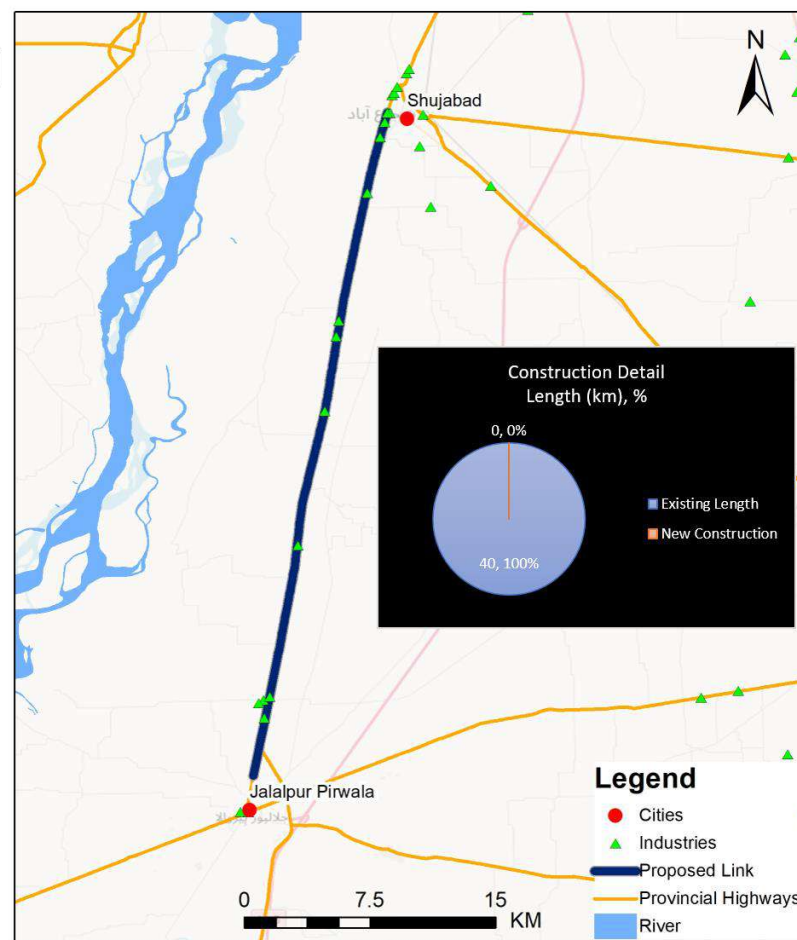 N
Shujabad
ع آباد
Construction Detail
Length (km), %
0, 0%
Existing Length
New Construction
40, 100%
Jalalpur Pirwala
Legend
Cities
Industries
Proposed Link
Provincial Highways
River
0 7.5 15
KM